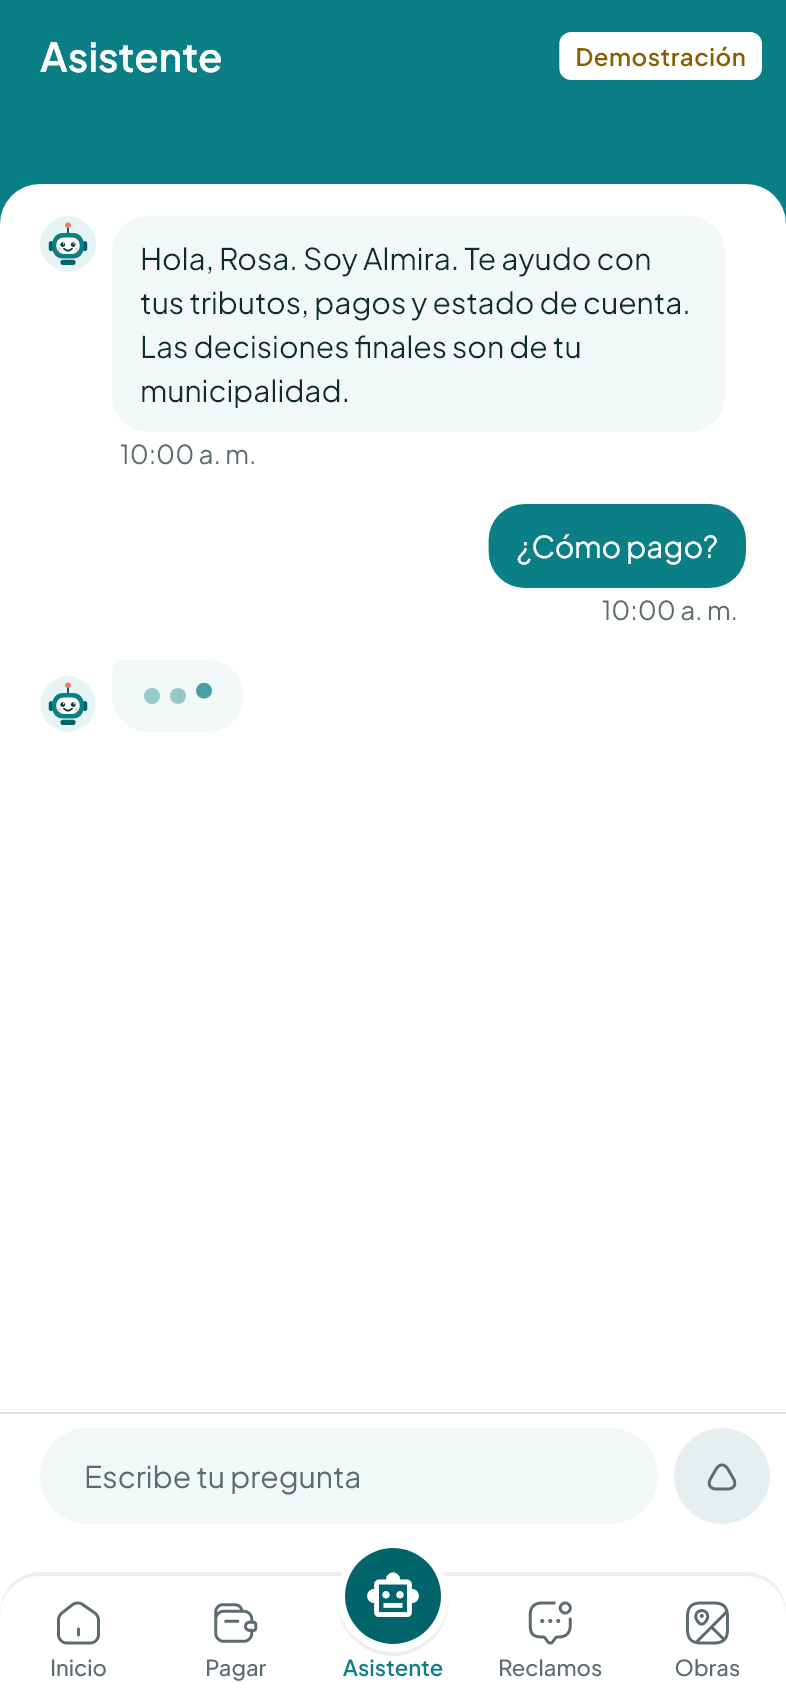 Asistente
Demostración
Hola, Rosa. Soy Almira. Te ayudo con
tus tributos, pagos y estado de cuenta.
Las decisiones finales son de tu
municipalidad.
10:00 a. m.
¿Cómo pago?
10:00 a. m.
Escribe tu pregunta
Inicio
Pagar
Asistente
Reclamos
Obras